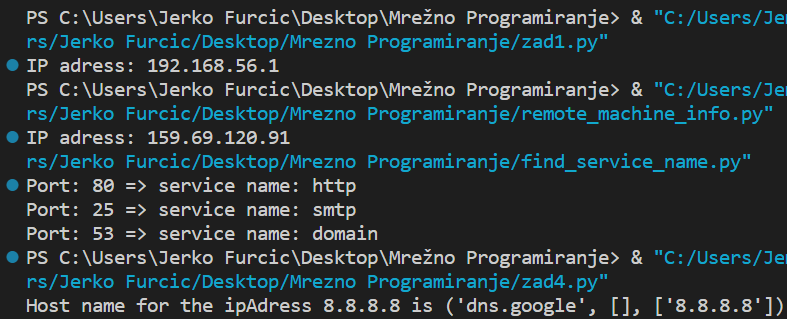 PS C:\Users\Jerko Furcic\Desktop\Mrežno Programiranje> & "C:/Users/Je
rs/Jerko Furcic/Desktop/Mrezno Programiranje/zad1.py"
IP adress: 192.168.56.1
PS C:\Users\Jerko Furcic\Desktop\Mrežno Programiranje> & "C:/Users/Je
rs/Jerko Furcic/Desktop/Mrezno Programiranje/remote_machine_info.py"
IP adress: 159.69.120.91
rs/Jerko Furcic/Desktop/Mrezno Programiranje/find_service_name.py"
Port: 80 => service name: http
Port: 25 => service name: smtp
Port: 53 => service name: domain
PS C:\Users\Jerko Furcic\Desktop\Mrežno Programiranje> & "C:/Users/Je
rs/Jerko Furcic/Desktop/Mrezno Programiranje/zad4.py"
Host name for the ipAdress 8.8.8.8 is ('dns.google', [], ['8.8.8.8'])